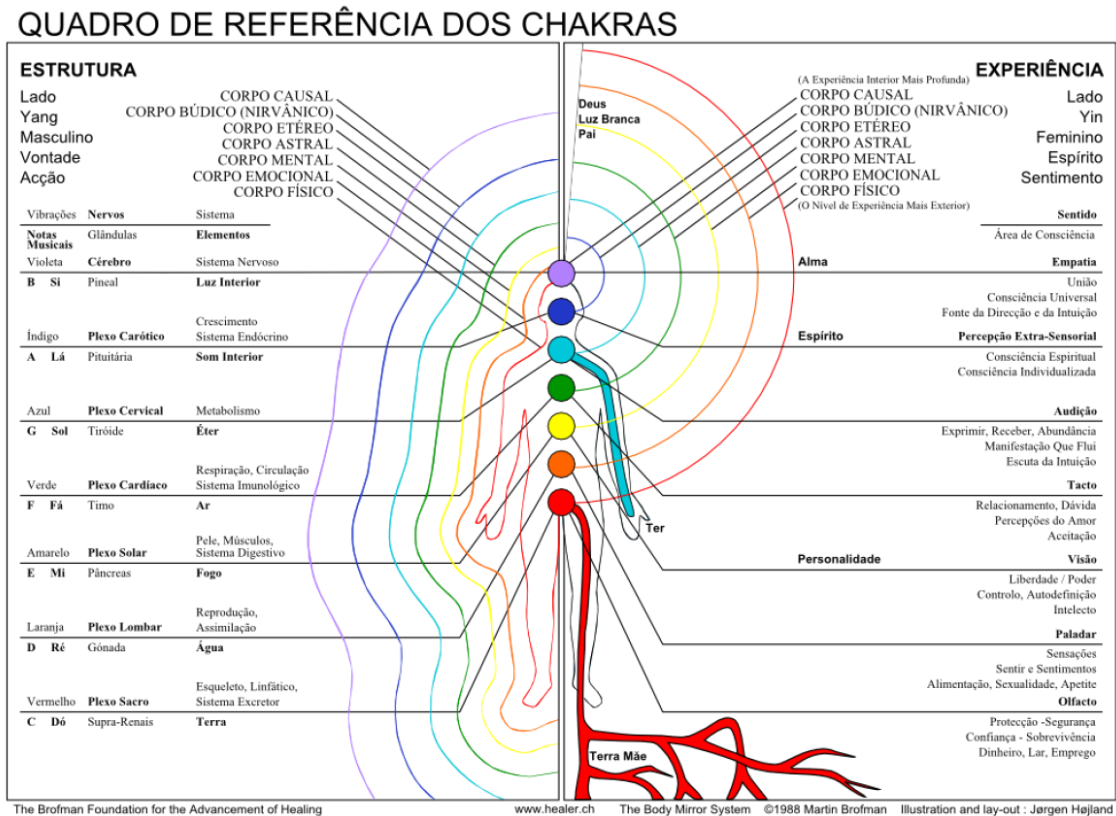 QUADRO DE REFERÊNCIA DOS CHAKRAS
ESTRUTURA
Lado
Yang
Masculino
Vontade
Acção
CORPO CAUSAL
CORPO BÚDICO (NIRVÂNICO)
CORPO ETÉREO
CORPO ASTRAL
CORPO MENTAL
CORPO EMOCIONAL
CORPO FÍSICO
Vibrações Nervos Sistema
Notas Musicais Glândulas Elementos
Violeta Cérebro Sistema Nervoso
B Si Pineal Luz Interior
Crescimento
Índigo Plexo Carótico Sistema Endócrino
A Lá Pituitária Som Interior
Azul Plexo Cervical Metabolismo
G Sol Tiróide Éter
Respiração, Circulação
Verde Plexo Cardíaco Sistema Imunológico
F Fá Timo Ar
Pele, Músculos,
Amarelo Plexo Solar Sistema Digestivo
E Mi Pâncreas Fogo
Reprodução,
Laranja Plexo Lombar Assimilação
D Ré Gónada Água
Esqueleto, Linfático,
Vermelho Plexo Sacro Sistema Excretor
C Dó Supra-Renais Terra
Deus
Luz Branca
Pai
Ter
Terra Mãe
EXPERIÊNCIA
Lado
Yin
Feminino
Espírito
Sentimento
(A Experiência Interior Mais Profunda)
CORPO CAUSAL
CORPO BÚDICO (NIRVÂNICO)
CORPO ETÉREO
CORPO ASTRAL
CORPO MENTAL
CORPO EMOCIONAL
CORPO FÍSICO
(O Nível de Experiência Mais Exterior)
Sentido
Área de Consciência
Alma Empatia
União
Consciência Universal
Fonte da Direcção e da Intuição
Espírito Percepção Extra-Sensorial
Consciência Espiritual
Consciência Individualizada
Audição
Exprimir, Receber, Abundância
Manifestação Que Flui
Escuta da Intuição
Tacto
Relacionamento, Dávida
Percepções do Amor
Aceitação
Personalidade Visão
Liberdade / Poder
Controlo, Autodefinição
Intelecto
Paladar
Sensações
Sentir e Sentimentos
Alimentação, Sexualidade, Apetite
Olfacto
Protecção -Segurança
Confiança - Sobrevivência
Dinheiro, Lar, Emprego
The Brofman Foundation for the Advancement of Healing www.healer.ch The Body Mirror System ©1988 Martin Brofman Illustration and lay-out : Jørgen Højland